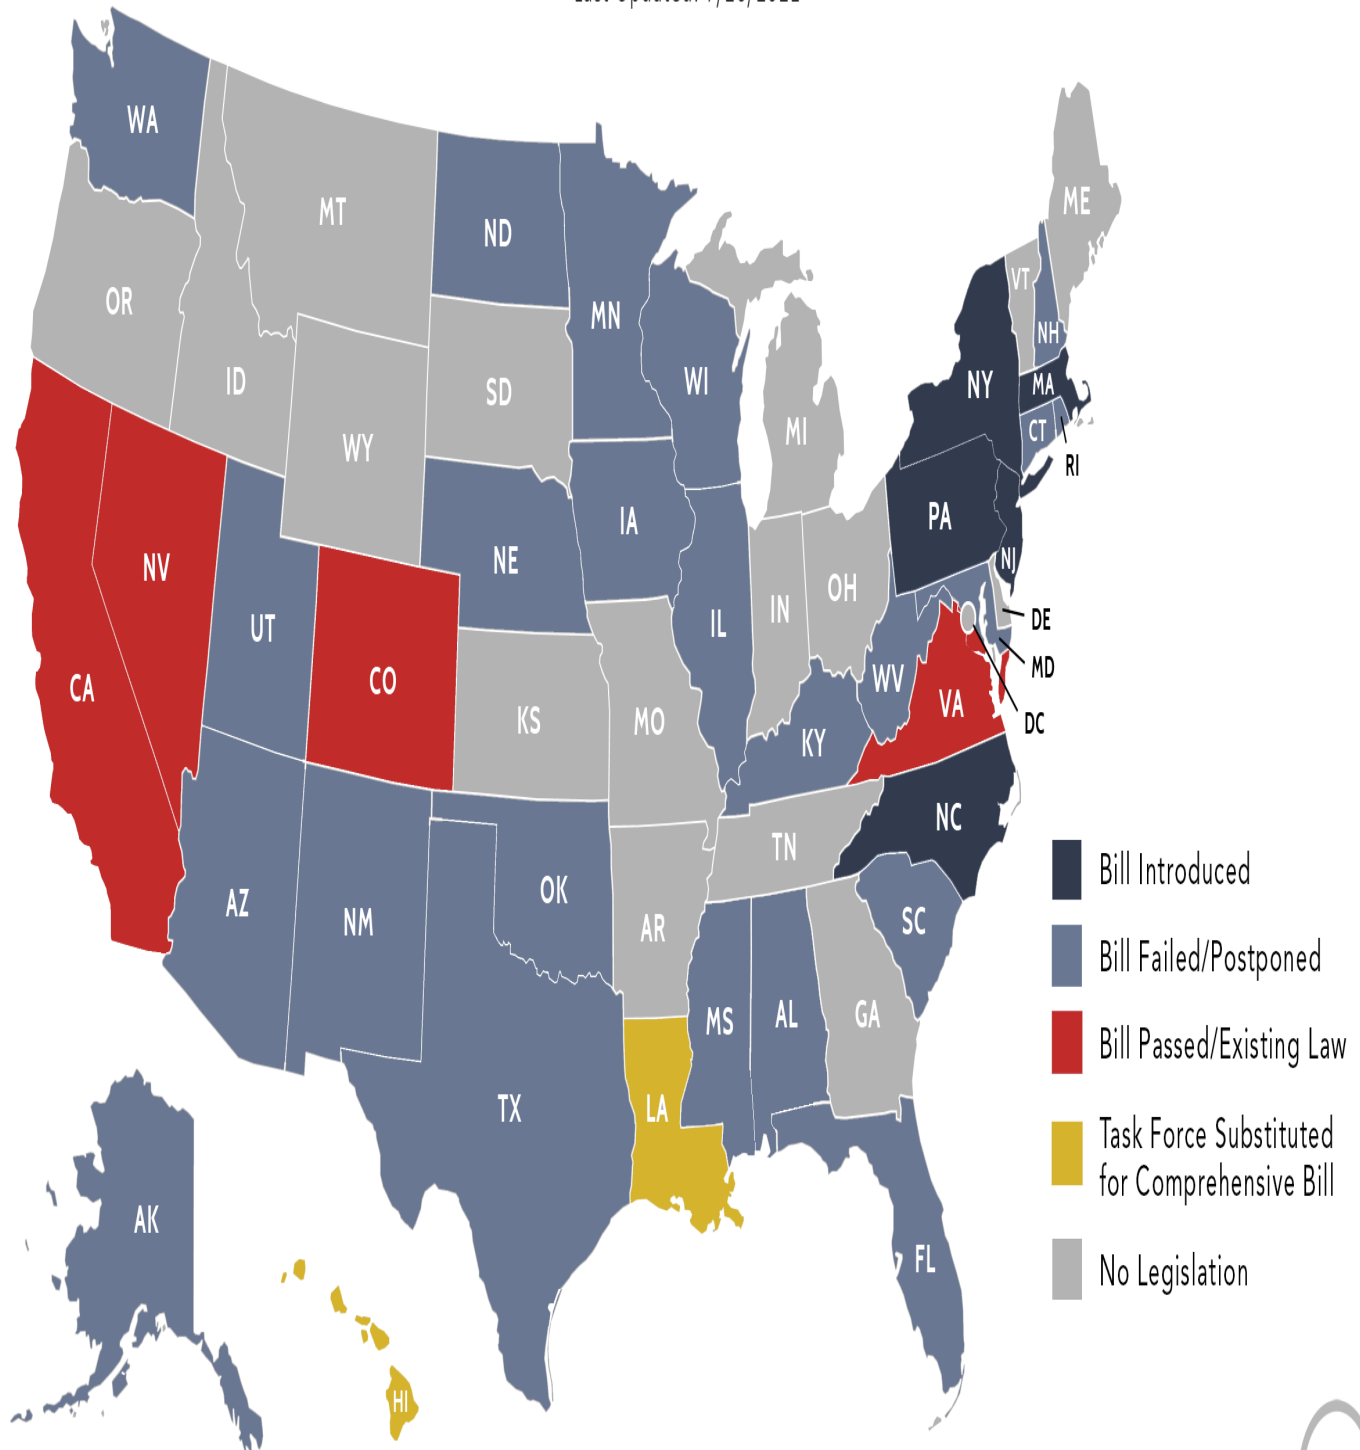 WA
MT
ND
MN
OR
ID
SD
WI
WY
MI
ME
VT
NH
NY
MA
CT
RI
IA
PA
NE
NV
NJ
UT
IL
IN
OH
DE
CA
CO
MD
WV
VA
DC
KS
MO
KY
NC
TN
AZ
NM
OK
AR
SC
MS
AL
GA
TX
LA
AK
FL
HI
Bill Introduced
Bill Failed/Postponed
Bill Passed/Existing Law
Task Force Substituted
for Comprehensive Bill
No Legislation